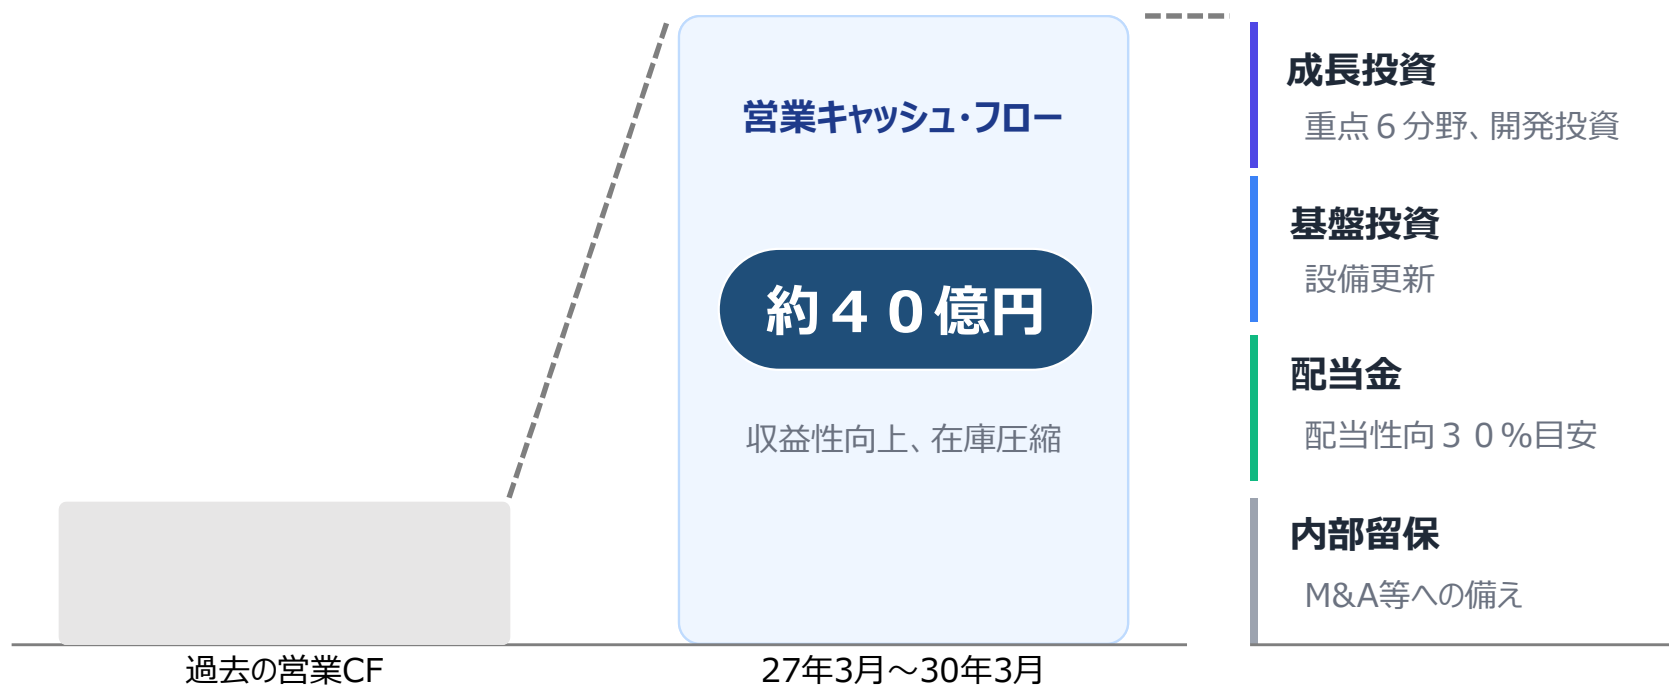 営業キャッシュ・フロー
約４０億円
収益性向上、在庫圧縮
過去の営業CF
27年3月～30年3月
成長投資
重点６分野、開発投資
基盤投資
設備更新
配当金
配当性向３０%目安
内部留保
M&A等への備え